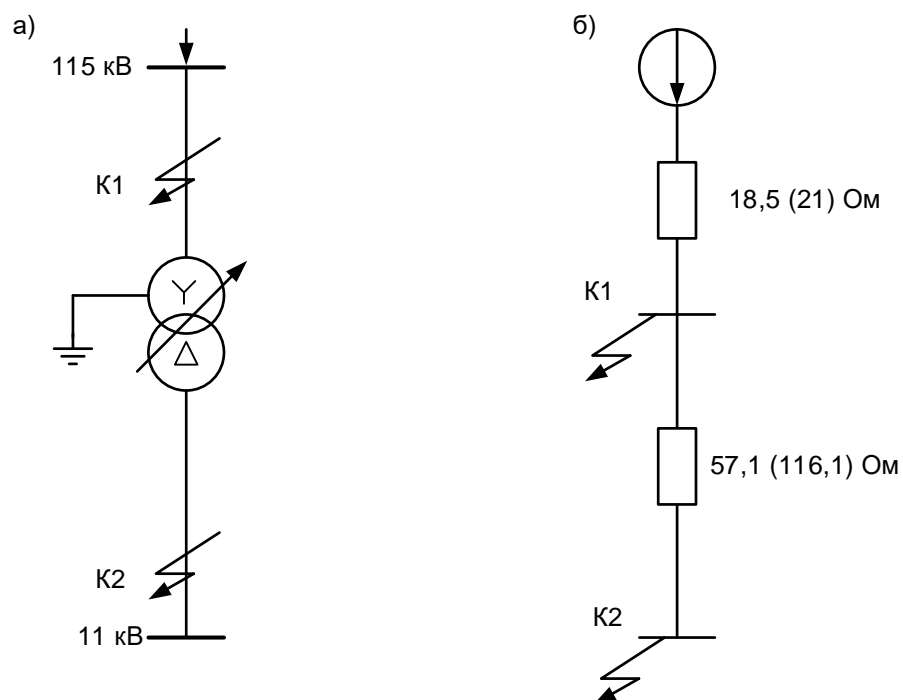 а)
115 кВ
К1
К2
11 кВ
б)
18,5 (21) Ом
К1
57,1 (116,1) Ом
К2